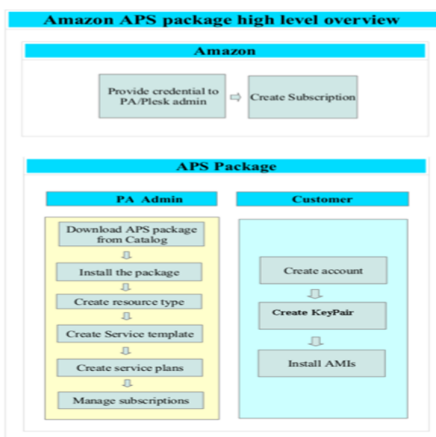 Amazon APS package high level overview
Amazon
Provide credential to
PA/Plesk admin
Create Subscription
APS Package
PA Admin
Download APS package
from Catalog
Install the package
Create resource type
Create Service template
Create service plans
Manage subscriptions
Customer
Create account
Create KeyPair
Install AMIs